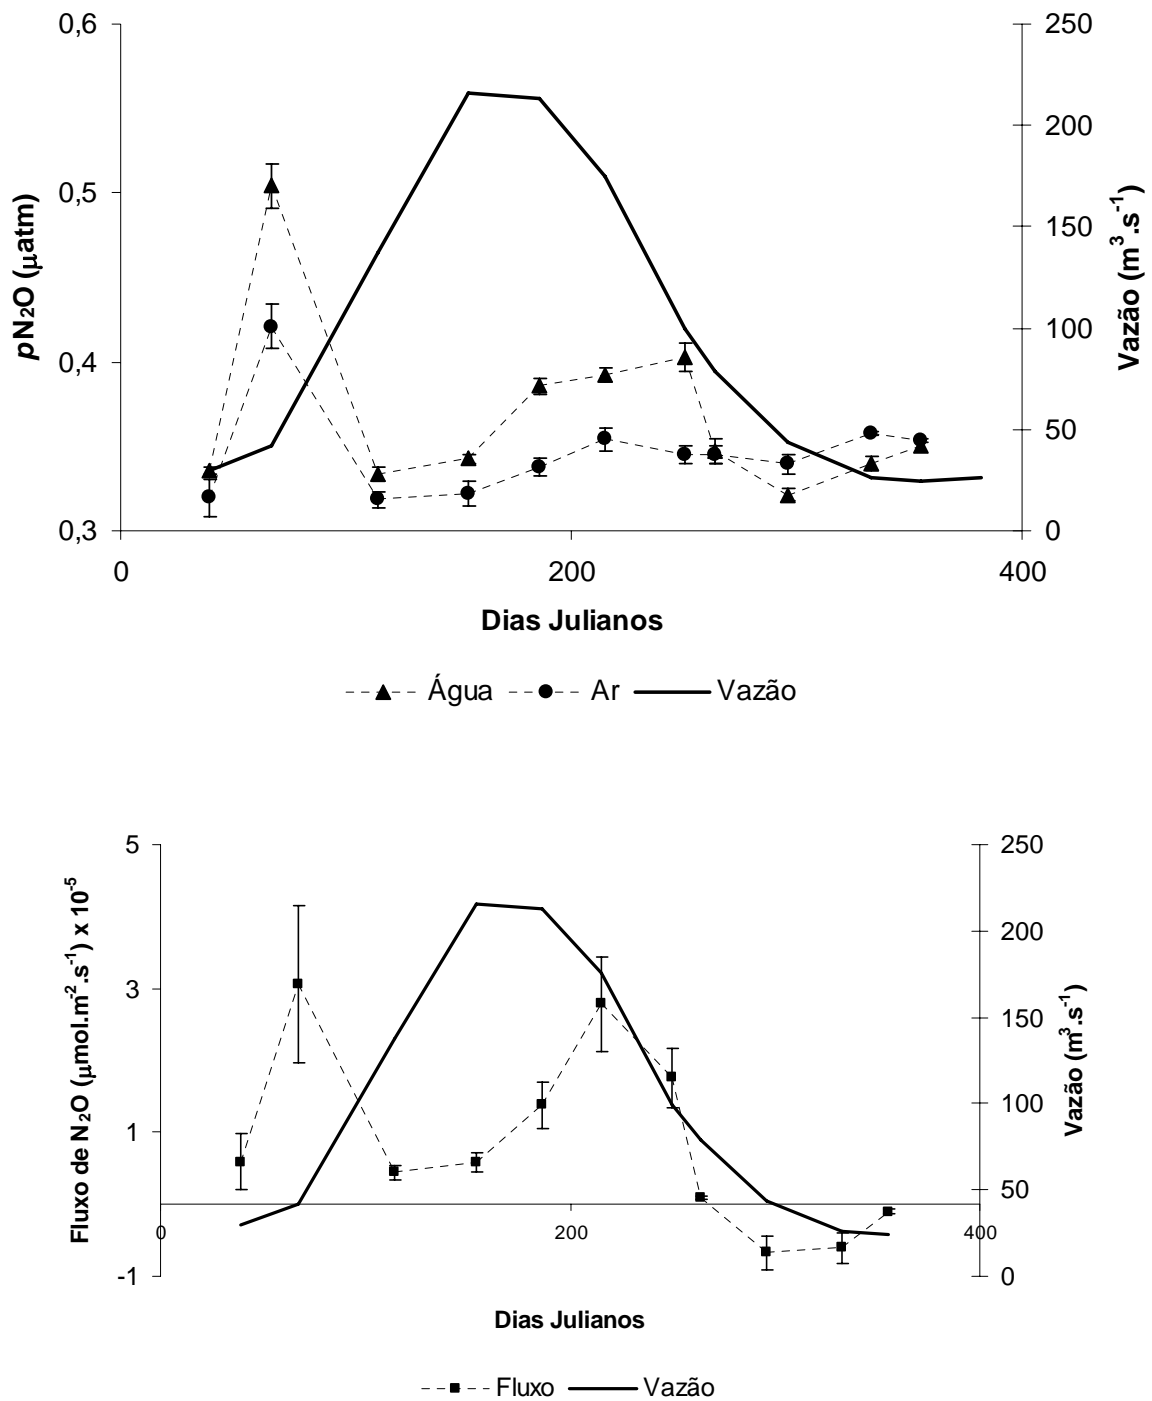 0,6
0,5
0,4
0,3
pN₂O (µatm)
250
200
150
100
50
0
Vazão (m³.s⁻¹)
0 200 400
Dias Julianos
Água Ar Vazão
5
3
1
-1
Fluxo de N₂O (µmol.m⁻².s⁻¹) x 10⁻⁵
250
200
150
100
50
0
Vazão (m³.s⁻¹)
0 200 400
Dias Julianos
Fluxo Vazão